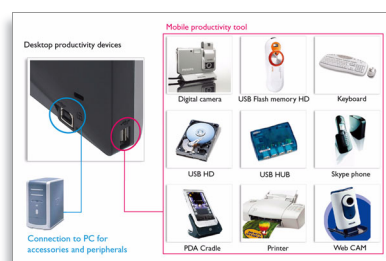 Mobile productivity tool
Desktop productivity devices
Digital camera
USB Flash memory HD
Keyboard
USB HD
USB HUB
Skype phone
Connection to PC for
accessories and peripherals
PDA Cradle
Printer
Web CAM